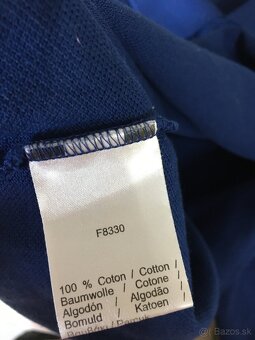 F8330
100 % Coton / Cotton /
Baumwolle / Cotone /
Algodón / Algodão /
Bomuld / Katoen /
Bazos.sk